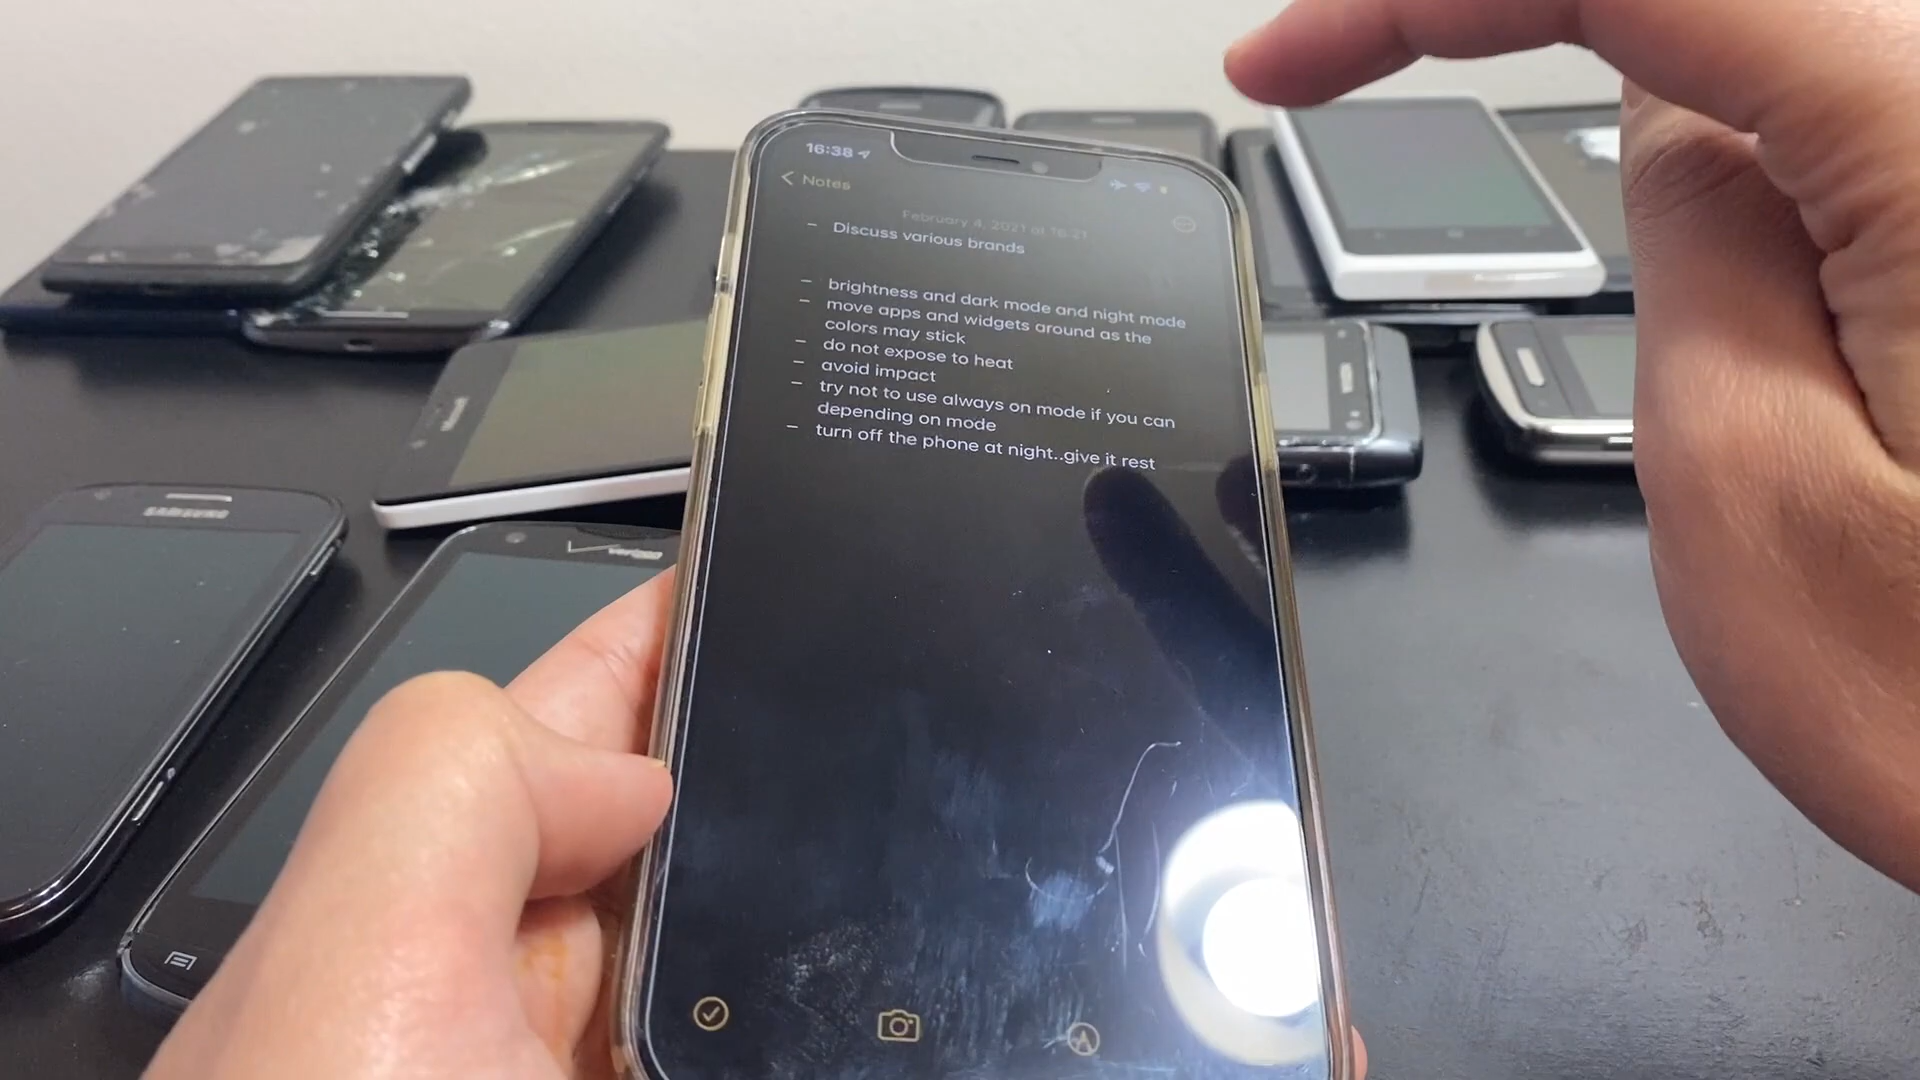 16:38
Notes
February 4, 2021 at 16:21
- Discuss various brands
- brightness and dark mode and night mode
- move apps and widgets around as the
colors may stick
- do not expose to heat
- avoid impact
- try not to use always on mode if you can
depending on mode
- turn off the phone at night..give it rest
SAMSUNG
verizon
Microsoft